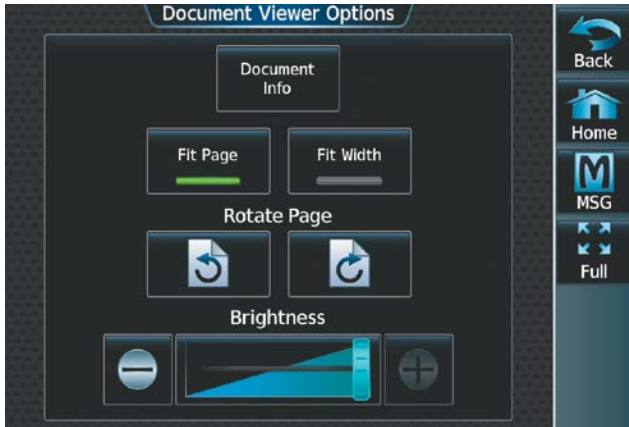 Document Viewer Options
Back
Document
Info
Home
Fit Page
Fit Width
MSG
Rotate Page
Full
Brightness